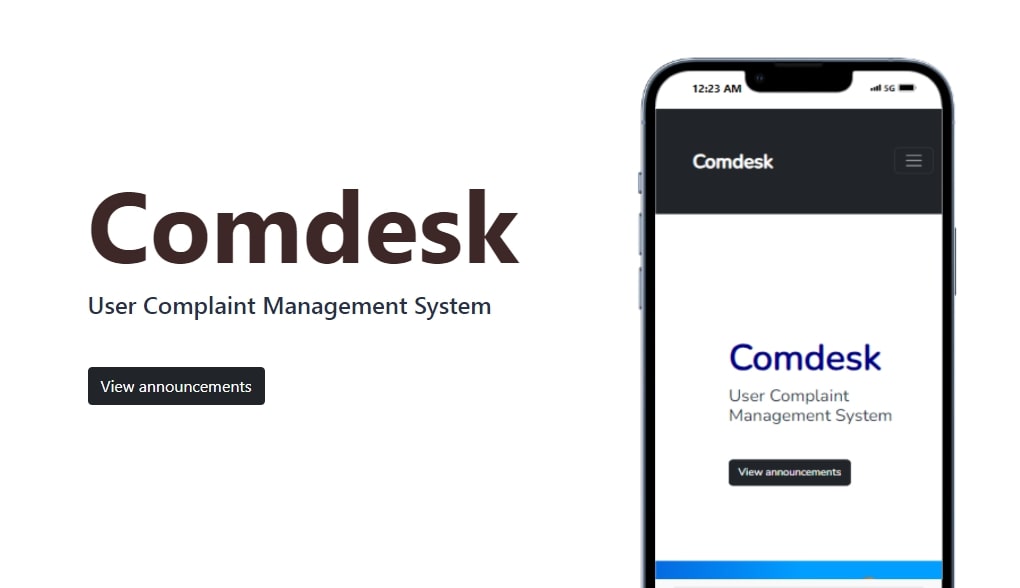 Comdesk
User Complaint Management System
View announcements
12:23 AM
5G
Comdesk
Comdesk
User Complaint
Management System
View announcements